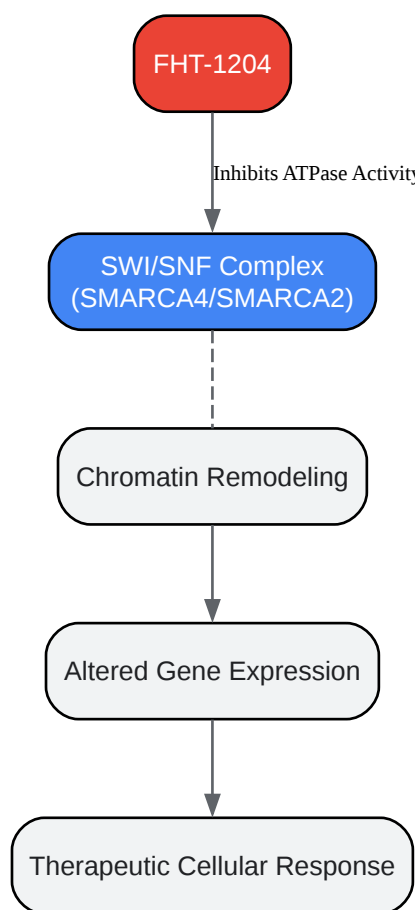 FHT-1204
Inhibits ATPase Activity
SWI/SNF Complex
(SMARCA4/SMARCA2)
Chromatin Remodeling
Altered Gene Expression
Therapeutic Cellular Response